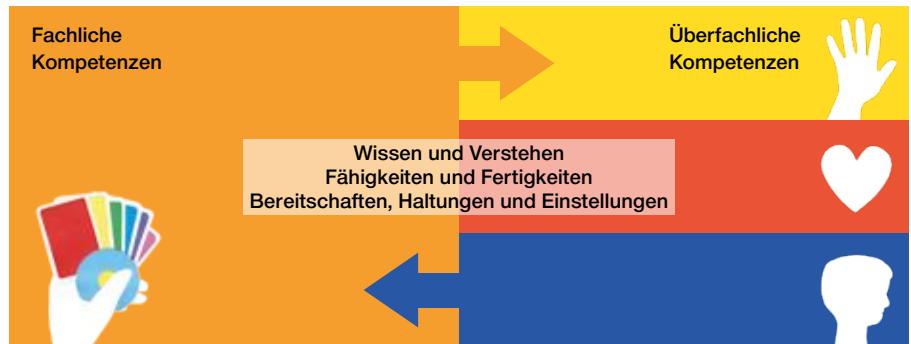 Fachliche
Kompetenzen
Überfachliche
Kompetenzen
Wissen und Verstehen
Fähigkeiten und Fertigkeiten
Bereitschaften, Haltungen und Einstellungen